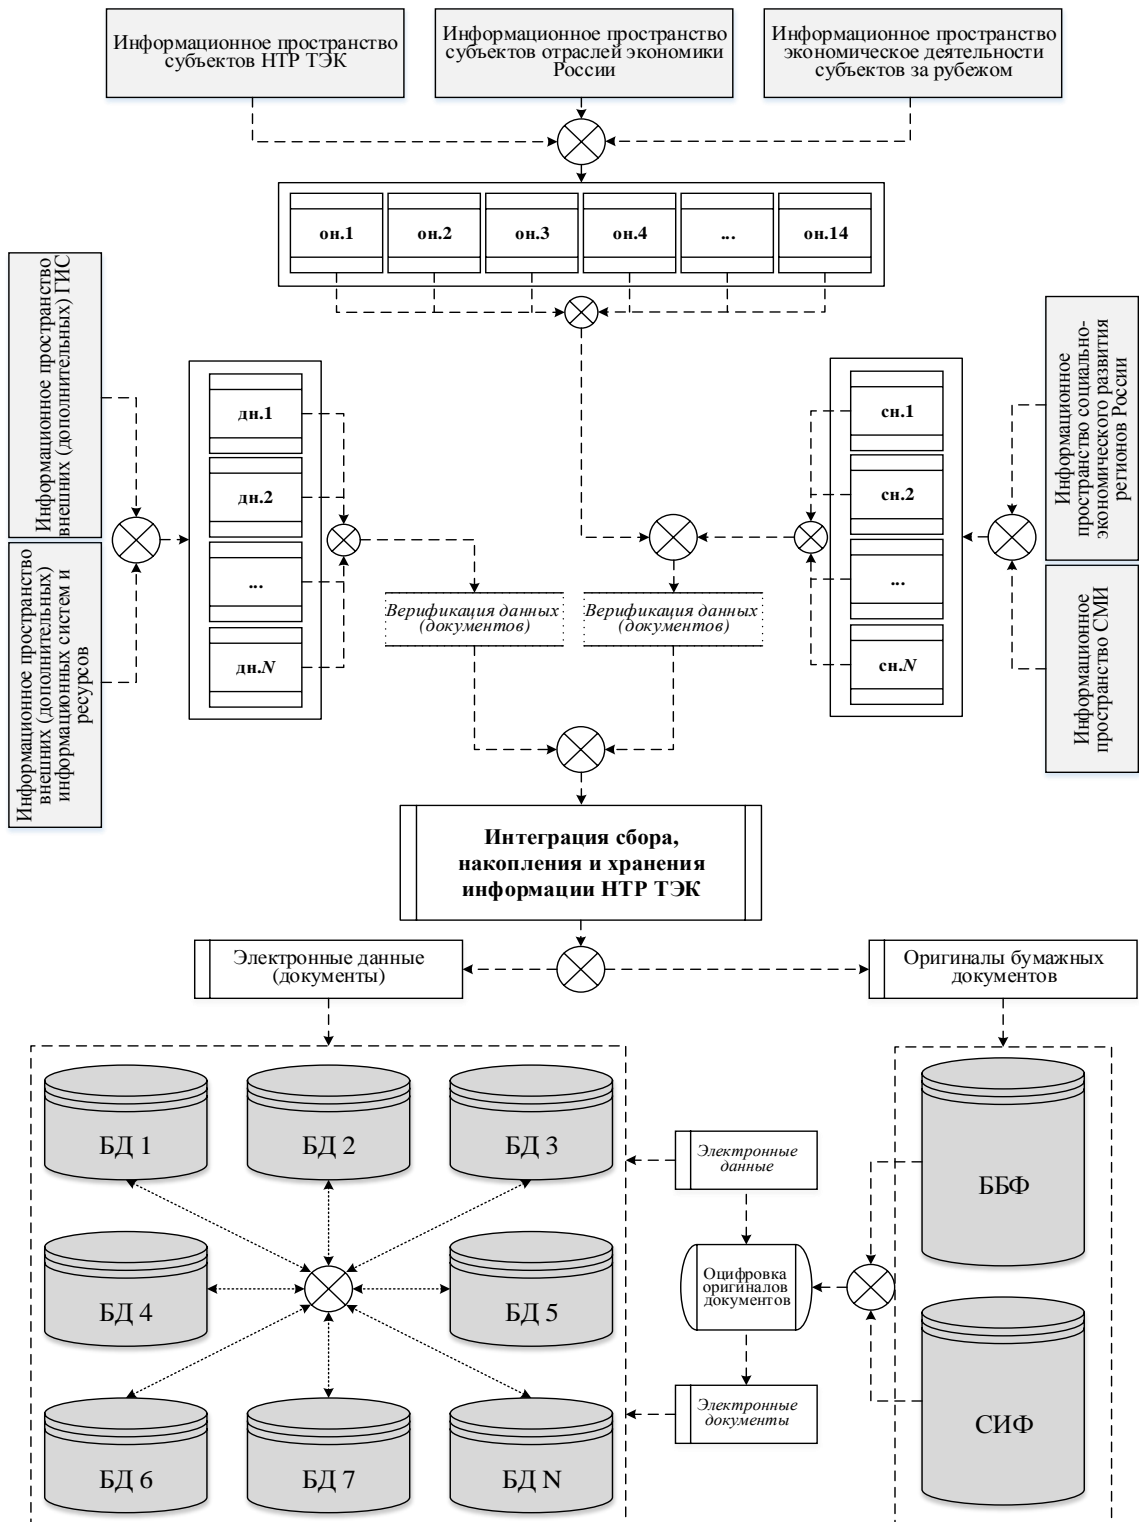 Информационное пространство
субъектов НТР ТЭК
Информационное пространство
субъектов отраслей экономики
России
Информационное пространство
экономическое деятельности
субъектов за рубежом
он.1
он.2
он.3
он.4
...
он.14
Информационное пространство
внешних (дополнительных) ГИС
Информационное пространство
внешних (дополнительных)
информационных систем и
ресурсов
дн.1
дн.2
...
дн.N
сн.1
сн.2
...
сн.N
Информационное
пространство социально-
экономического развития
регионов России
Информационное
пространство СМИ
Верификация данных
(документов)
Верификация данных
(документов)
Интеграция сбора,
накопления и хранения
информации НТР ТЭК
Электронные данные
(документы)
Оригиналы бумажных
документов
БД 1
БД 2
БД 3
БД 4
БД 5
БД 6
БД 7
БД N
Электронные
данные
Оцифровка
оригиналов
документов
Электронные
документы
ББФ
СИФ